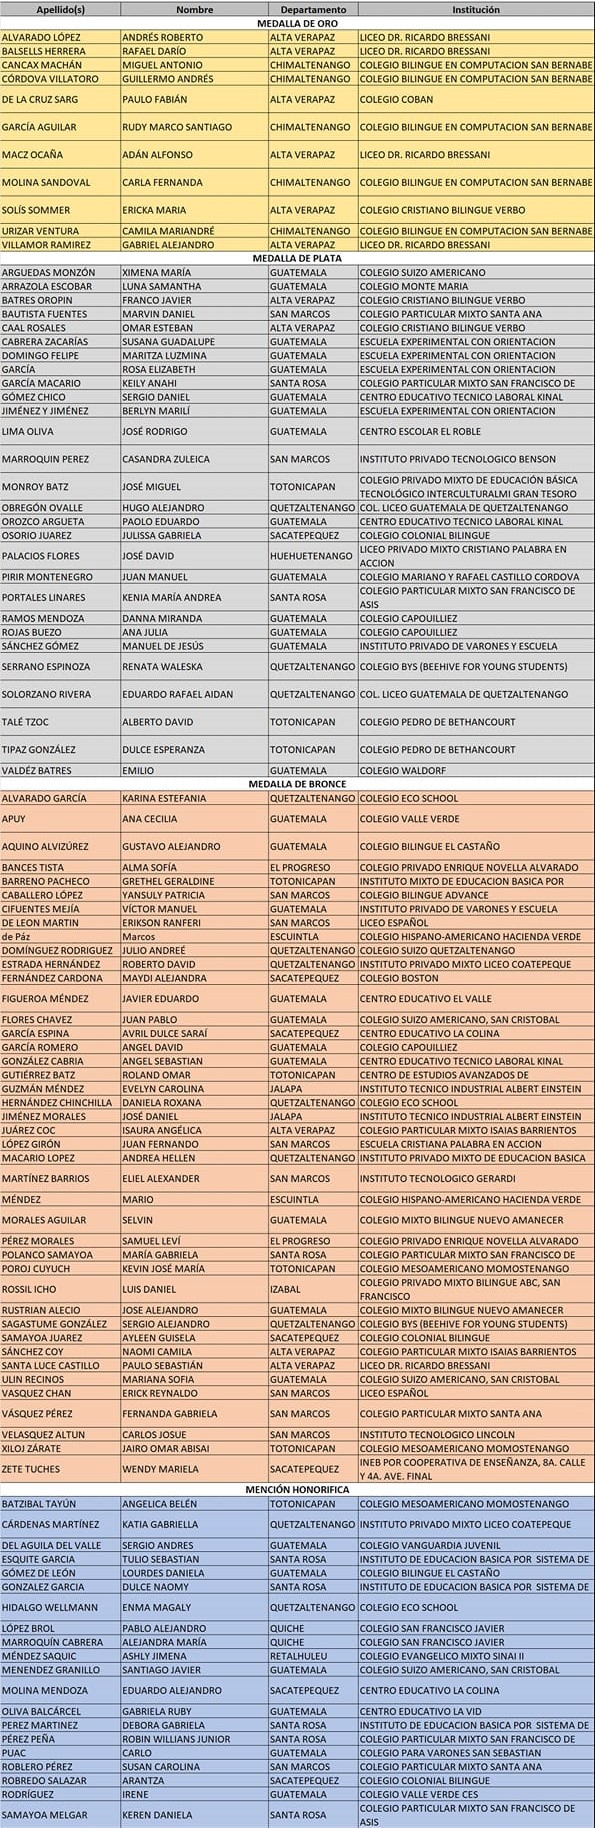 Apellido(s) Nombre Departamento Institución
MEDALLA DE ORO
ALVARADO LÓPEZ ANDRÉS ROBERTO ALTA VERAPAZ LICEO DR. RICARDO BRESSANI
BALSELLS HERRERA RAFAEL DARÍO ALTA VERAPAZ LICEO DR. RICARDO BRESSANI
CANCAX MACHÁN MIGUEL ANTONIO CHIMALTENANGO COLEGIO BILINGUE EN COMPUTACION SAN BERNABE
CÓRDOVA VILLATORO GUILLERMO ANDRÉS CHIMALTENANGO COLEGIO BILINGUE EN COMPUTACION SAN BERNABE
DE LA CRUZ SARG PAULO FABIÁN ALTA VERAPAZ COLEGIO COBAN
GARCÍA AGUILAR RUDY MARCO SANTIAGO CHIMALTENANGO COLEGIO BILINGUE EN COMPUTACION SAN BERNABE
MACZ OCAÑA ADÁN ALFONSO ALTA VERAPAZ LICEO DR. RICARDO BRESSANI
MOLINA SANDOVAL CARLA FERNANDA CHIMALTENANGO COLEGIO BILINGUE EN COMPUTACION SAN BERNABE
SOLÍS SOMMER ERICKA MARIA ALTA VERAPAZ COLEGIO CRISTIANO BILINGUE VERBO
URIZAR VENTURA CAMILA MARIANDRÉ CHIMALTENANGO COLEGIO BILINGUE EN COMPUTACION SAN BERNABE
VILLAMOR RAMIREZ GABRIEL ALEJANDRO ALTA VERAPAZ LICEO DR. RICARDO BRESSANI
MEDALLA DE PLATA
ARGUEDAS MONZÓN XIMENA MARÍA GUATEMALA COLEGIO SUIZO AMERICANO
ARRAZOLA ESCOBAR LUNA SAMANTHA GUATEMALA COLEGIO MONTE MARIA
BATRES OROPIN FRANCO JAVIER ALTA VERAPAZ COLEGIO CRISTIANO BILINGUE VERBO
BAUTISTA FUENTES MARVIN DANIEL SAN MARCOS COLEGIO PARTICULAR MIXTO SANTA ANA
CAAL ROSALES OMAR ESTEBAN ALTA VERAPAZ COLEGIO CRISTIANO BILINGUE VERBO
CABRERA ZACARÍAS SUSANA GUADALUPE GUATEMALA ESCUELA EXPERIMENTAL CON ORIENTACION
DOMINGO FELIPE MARITZA LUZMINA GUATEMALA ESCUELA EXPERIMENTAL CON ORIENTACION
GARCÍA ROSA ELIZABETH GUATEMALA ESCUELA EXPERIMENTAL CON ORIENTACION
GARCÍA MACARIO KEILY ANAHI SANTA ROSA COLEGIO PARTICULAR MIXTO SAN FRANCISCO DE
GÓMEZ CHICO SERGIO DANIEL GUATEMALA CENTRO EDUCATIVO TECNICO LABORAL KINAL
JIMÉNEZ Y JIMÉNEZ BERLYN MARILÍ GUATEMALA ESCUELA EXPERIMENTAL CON ORIENTACION
LIMA OLIVA JOSÉ RODRIGO GUATEMALA CENTRO ESCOLAR EL ROBLE
MARROQUIN PEREZ CASANDRA ZULEICA SAN MARCOS INSTITUTO PRIVADO TECNOLOGICO BENSON
MONROY BATZ JOSÉ MIGUEL TOTONICAPAN COLEGIO PRIVADO MIXTO DE EDUCACIÓN BÁSICA
TECNOLÓGICO INTERCULTURALMI GRAN TESORO
OBREGÓN OVALLE HUGO ALEJANDRO QUETZALTENANGO COL. LICEO GUATEMALA DE QUETZALTENANGO
OROZCO ARGUETA PAOLO EDUARDO GUATEMALA CENTRO EDUCATIVO TECNICO LABORAL KINAL
OSORIO JUAREZ JULISSA GABRIELA SACATEPEQUEZ COLEGIO COLONIAL BILINGUE
PALACIOS FLORES JOSÉ DAVID HUEHUETENANGO LICEO PRIVADO MIXTO CRISTIANO PALABRA EN
ACCION
PIRIR MONTENEGRO JUAN MANUEL GUATEMALA COLEGIO MARIANO Y RAFAEL CASTILLO CORDOVA
PORTALES LINARES KENIA MARÍA ANDREA SANTA ROSA COLEGIO PARTICULAR MIXTO SAN FRANCISCO DE
ASIS
RAMOS MENDOZA DANNA MIRANDA GUATEMALA COLEGIO CAPOUILLIEZ
ROJAS BUEZO ANA JULIA GUATEMALA COLEGIO CAPOUILLIEZ
SÁNCHEZ GÓMEZ MANUEL DE JESÚS GUATEMALA INSTITUTO PRIVADO DE VARONES Y ESCUELA
SERRANO ESPINOZA RENATA WALESKA QUETZALTENANGO COLEGIO BYS (BEEHIVE FOR YOUNG STUDENTS)
SOLORZANO RIVERA EDUARDO RAFAEL AIDAN QUETZALTENANGO COL. LICEO GUATEMALA DE QUETZALTENANGO
TALÉ TZOC ALBERTO DAVID TOTONICAPAN COLEGIO PEDRO DE BETHANCOURT
TIPAZ GONZÁLEZ DULCE ESPERANZA TOTONICAPAN COLEGIO PEDRO DE BETHANCOURT
VALDÉZ BATRES EMILIO GUATEMALA COLEGIO WALDORF
MEDALLA DE BRONCE
ALVARADO GARCÍA KARINA ESTEFANIA QUETZALTENANGO COLEGIO ECO SCHOOL
APUY ANA CECILIA GUATEMALA COLEGIO VALLE VERDE
AQUINO ALVIZÚREZ GUSTAVO ALEJANDRO GUATEMALA COLEGIO BILINGUE EL CASTAÑO
BANCES TISTA ALMA SOFÍA EL PROGRESO COLEGIO PRIVADO ENRIQUE NOVELLA ALVARADO
BARRENO PACHECO GRETHEL GERALDINE TOTONICAPAN INSTITUTO MIXTO DE EDUCACION BASICA POR
CABALLERO LÓPEZ YANSULY PATRICIA SAN MARCOS COLEGIO BILINGUE ADVANCE
CIFUENTES MEJÍA VÍCTOR MANUEL GUATEMALA INSTITUTO PRIVADO DE VARONES Y ESCUELA
DE LEON MARTIN ERIKSON RANFERI SAN MARCOS LICEO ESPAÑOL
de Páz Marcos ESCUINTLA COLEGIO HISPANO-AMERICANO HACIENDA VERDE
DOMÍNGUEZ RODRIGUEZ JULIO ANDREÉ QUETZALTENANGO COLEGIO SUIZO QUETZALTENANGO
ESTRADA HERNÁNDEZ ROBERTO DAVID QUETZALTENANGO INSTITUTO PRIVADO MIXTO LICEO COATEPEQUE
FERNÁNDEZ CARDONA MAYDI ALEJANDRA SACATEPEQUEZ COLEGIO BOSTON
FIGUEROA MÉNDEZ JAVIER EDUARDO GUATEMALA CENTRO EDUCATIVO EL VALLE
FLORES CHAVEZ JUAN PABLO GUATEMALA COLEGIO SUIZO AMERICANO, SAN CRISTOBAL
GARCÍA ESPINA AVRIL DULCE SARAÍ SACATEPEQUEZ CENTRO EDUCATIVO LA COLINA
GARCÍA ROMERO ANGEL DAVID GUATEMALA COLEGIO CAPOUILLIEZ
GONZÁLEZ CABRIA ANGEL SEBASTIAN GUATEMALA CENTRO EDUCATIVO TECNICO LABORAL KINAL
GUTIÉRREZ BATZ ROLAND OMAR TOTONICAPAN CENTRO DE ESTUDIOS AVANZADOS DE
GUZMÁN MÉNDEZ EVELYN CAROLINA JALAPA INSTITUTO TECNICO INDUSTRIAL ALBERT EINSTEIN
HERNÁNDEZ CHINCHILLA DANIELA ROXANA QUETZALTENANGO COLEGIO ECO SCHOOL
JIMÉNEZ MORALES JOSÉ DANIEL JALAPA INSTITUTO TECNICO INDUSTRIAL ALBERT EINSTEIN
JUÁREZ COC ISAURA ANGÉLICA ALTA VERAPAZ COLEGIO PARTICULAR MIXTO ISAIAS BARRIENTOS
LÓPEZ GIRÓN JUAN FERNANDO SAN MARCOS ESCUELA CRISTIANA PALABRA EN ACCION
MACARIO LOPEZ ANDREA HELLEN QUETZALTENANGO INSTITUTO PRIVADO MIXTO DE EDUCACION BASICA
MARTÍNEZ BARRIOS ELIEL ALEXANDER SAN MARCOS INSTITUTO TECNOLOGICO GERARDI
MÉNDEZ MARIO ESCUINTLA COLEGIO HISPANO-AMERICANO HACIENDA VERDE
MORALES AGUILAR SELVIN GUATEMALA COLEGIO MIXTO BILINGUE NUEVO AMANECER
PÉREZ MORALES SAMUEL LEVÍ EL PROGRESO COLEGIO PRIVADO ENRIQUE NOVELLA ALVARADO
POLANCO SAMAYOA MARÍA GABRIELA SANTA ROSA COLEGIO PARTICULAR MIXTO SAN FRANCISCO DE
POROJ CUYUCH KEVIN JOSÉ MARÍA TOTONICAPAN COLEGIO MESOAMERICANO MOMOSTENANGO
ROSSIL ICHO LUIS DANIEL IZABAL COLEGIO PRIVADO MIXTO BILINGUE ABC, SAN
FRANCISCO
RUSTRIAN ALECIO JOSE ALEJANDRO GUATEMALA COLEGIO MIXTO BILINGUE NUEVO AMANECER
SAGASTUME GONZÁLEZ SERGIO ALEJANDRO QUETZALTENANGO COLEGIO BYS (BEEHIVE FOR YOUNG STUDENTS)
SAMAYOA JUAREZ AYLEEN GUISELA SACATEPEQUEZ COLEGIO COLONIAL BILINGUE
SÁNCHEZ COY NAOMI CAMILA ALTA VERAPAZ COLEGIO PARTICULAR MIXTO ISAIAS BARRIENTOS
SANTA LUCE CASTILLO PAULO SEBASTIÁN ALTA VERAPAZ LICEO DR. RICARDO BRESSANI
ULIN RECINOS MARIANA SOFIA GUATEMALA COLEGIO SUIZO AMERICANO, SAN CRISTOBAL
VASQUEZ CHAN ERICK REYNALDO SAN MARCOS LICEO ESPAÑOL
VÁSQUEZ PÉREZ FERNANDA GABRIELA SAN MARCOS COLEGIO PARTICULAR MIXTO SANTA ANA
VELASQUEZ ALTUN CARLOS JOSUE SAN MARCOS INSTITUTO TECNOLOGICO LINCOLN
XILOJ ZÁRATE JAIRO OMAR ABISAI TOTONICAPAN COLEGIO MESOAMERICANO MOMOSTENANGO
ZETE TUCHES WENDY MARIELA SACATEPEQUEZ INEB POR COOPERATIVA DE ENSEÑANZA, 8A. CALLE
Y 4A. AVE. FINAL
MENCIÓN HONORIFICA
BATZIBAL TAYÚN ANGELICA BELÉN TOTONICAPAN COLEGIO MESOAMERICANO MOMOSTENANGO
CÁRDENAS MARTÍNEZ KATIA GABRIELLA QUETZALTENANGO INSTITUTO PRIVADO MIXTO LICEO COATEPEQUE
DEL AGUILA DEL VALLE SERGIO ANDRES GUATEMALA COLEGIO VANGUARDIA JUVENIL
ESQUITE GARCIA TULIO SEBASTIAN SANTA ROSA INSTITUTO DE EDUCACION BASICA POR SISTEMA DE
GÓMEZ DE LEÓN LOURDES DANIELA GUATEMALA COLEGIO BILINGUE EL CASTAÑO
GONZALEZ GARCIA DULCE NAOMY SANTA ROSA INSTITUTO DE EDUCACION BASICA POR SISTEMA DE
HIDALGO WELLMANN ENMA MAGALY QUETZALTENANGO COLEGIO ECO SCHOOL
LÓPEZ BROL PABLO ALEJANDRO QUICHE COLEGIO SAN FRANCISCO JAVIER
MARROQUÍN CABRERA ALEJANDRA MARÍA QUICHE COLEGIO SAN FRANCISCO JAVIER
MÉNDEZ SAQUIC ASHLY JIMENA RETALHULEU COLEGIO EVANGELICO MIXTO SINAI II
MENENDEZ GRANILLO SANTIAGO JAVIER GUATEMALA COLEGIO SUIZO AMERICANO, SAN CRISTOBAL
MOLINA MENDOZA EDUARDO ALEJANDRO SACATEPEQUEZ CENTRO EDUCATIVO LA COLINA
OLIVA BALCÁRCEL GABRIELA RUBY GUATEMALA CENTRO EDUCATIVO LA VID
PEREZ MARTINEZ DEBORA GABRIELA SANTA ROSA INSTITUTO DE EDUCACION BASICA POR SISTEMA DE
PÉREZ PEÑA ROBIN WILLIANS JUNIOR SANTA ROSA COLEGIO PARTICULAR MIXTO SAN FRANCISCO DE
PUAC CARLO GUATEMALA COLEGIO PARA VARONES SAN SEBASTIAN
ROBLERO PÉREZ SUSAN CAROLINA SAN MARCOS COLEGIO PARTICULAR MIXTO SANTA ANA
ROBREDO SALAZAR ARANTZA SACATEPEQUEZ COLEGIO COLONIAL BILINGUE
RODRÍGUEZ IRENE GUATEMALA COLEGIO VALLE VERDE CES
SAMAYOA MELGAR KEREN DANIELA SANTA ROSA COLEGIO PARTICULAR MIXTO SAN FRANCISCO DE
ASIS